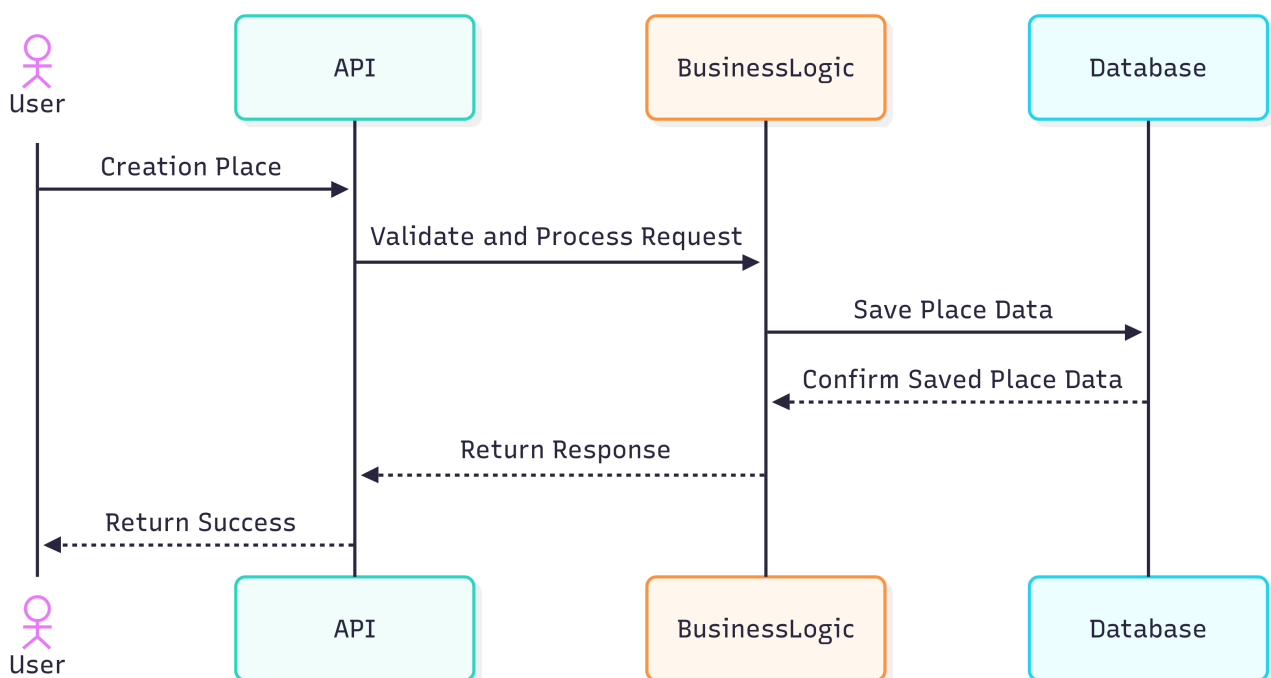 User
API
BusinessLogic
Database
Creation Place
Validate and Process Request
Save Place Data
Confirm Saved Place Data
Return Response
Return Success
User
API
BusinessLogic
Database